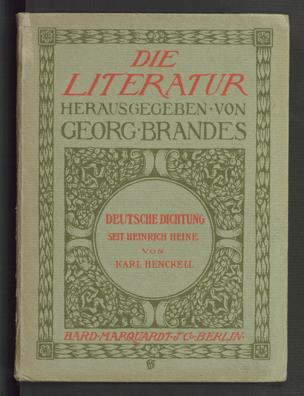 DIE
LITERATUR
HERAUSGEGEBEN·VON
GEORG·BRANDES
DEUTSCHE DICHTUNG
SEIT HEINRICH HEINE
VON
KARL HENCKELL
BARD·MARQUARDT·&Co·BERLIN·